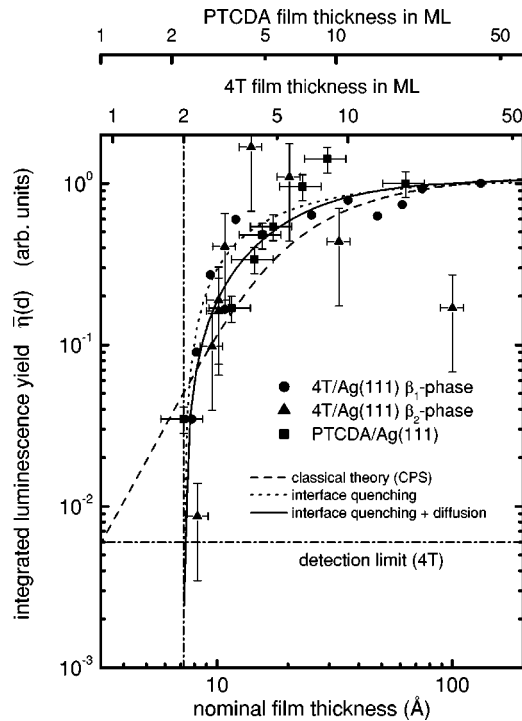 PTCDA film thickness in ML
1 2 5 10 20 50
4T film thickness in ML
1 2 5 10 20 50
integrated luminescence yield η̄(d) (arb. units)
10⁰
10⁻¹
10⁻²
10⁻³
4T/Ag(111) β₁-phase
4T/Ag(111) β₂-phase
PTCDA/Ag(111)
classical theory (CPS)
interface quenching
interface quenching + diffusion
detection limit (4T)
10 100
nominal film thickness (Å)